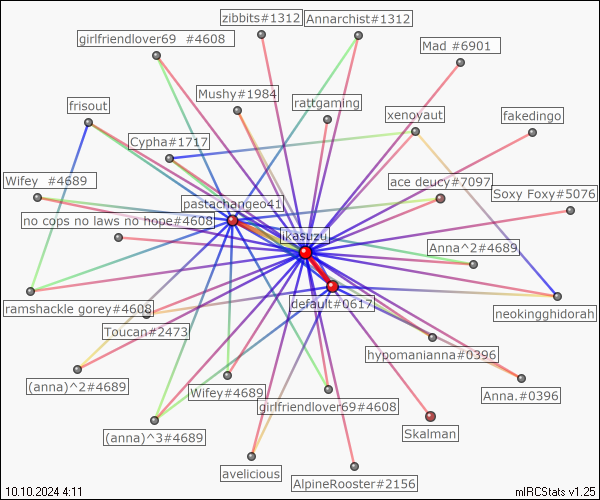 zibbits#1312
Annarchist#1312
girlfriendlover69 #4608
Mad #6901
Mushy#1984
rattgaming
frisout
xenoyaut
fakedingo
Cypha#1717
Wifey #4689
ace deucy#7097
Soxy Foxy#5076
pastachangeo41
no cops no laws no hope#4608
ikasuzu
Anna^2#4689
ramshackle gorey#4608
default#0617
neokingghidorah
Toucan#2473
hypomanianna#0396
(anna)^2#4689
Wifey#4689
Anna.#0396
girlfriendlover69#4608
(anna)^3#4689
Skalman
avelicious
AlpineRooster#2156
10.10.2024 4:11
mIRCStats v1.25